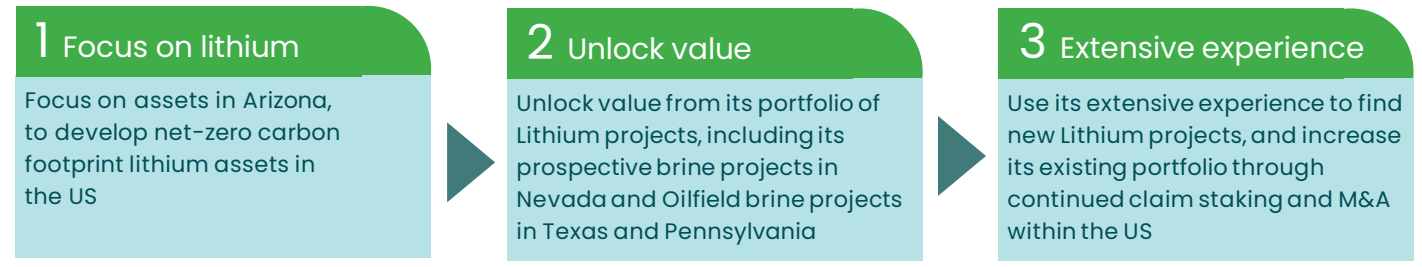 1 Focus on lithium
Focus on assets in Arizona,
to develop net-zero carbon
footprint lithium assets in
the US
2 Unlock value
Unlock value from its portfolio of
Lithium projects, including its
prospective brine projects in
Nevada and Oilfield brine projects
in Texas and Pennsylvania
3 Extensive experience
Use its extensive experience to find
new Lithium projects, and increase
its existing portfolio through
continued claim staking and M&A
within the US